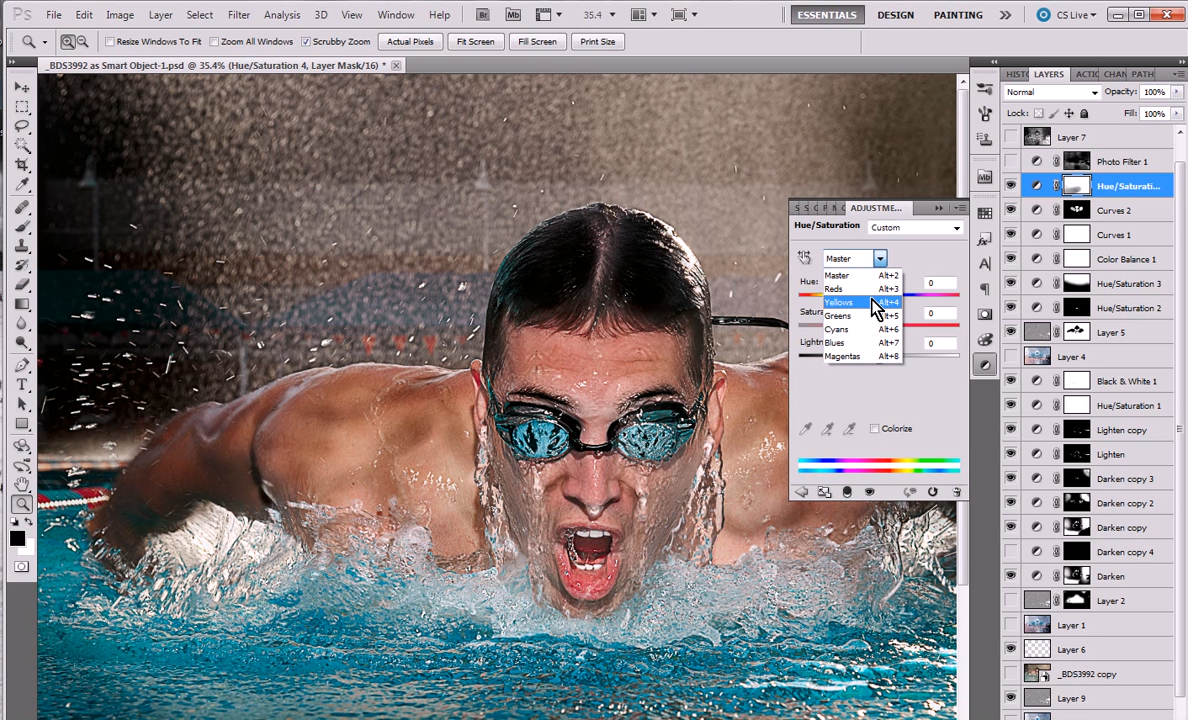 Ps File Edit Image Layer Select Filter Analysis 3D View Window Help Br Mb 35.4 ESSENTIALS DESIGN PAINTING CS Live
Resize Windows To Fit Zoom All Windows Scrubby Zoom Actual Pixels Fit Screen Fill Screen Print Size
_BDS3992 as Smart Object-1.psd @ 35.4% (Hue/Saturation 4, Layer Mask/16) *
HIST LAYERS ACTIO CHAN PATH
Normal Opacity: 100%
Lock: Fill: 100%
Layer 7
Photo Filter 1
Hue/Saturati...
Curves 2
Curves 1
Color Balance 1
Hue/Saturation 3
Hue/Saturation 2
Layer 5
Layer 4
Black & White 1
Hue/Saturation 1
Lighten copy
Lighten
Darken copy 3
Darken copy 2
Darken copy
Darken copy 4
Darken
Layer 2
Layer 1
Layer 6
_BDS3992 copy
Layer 9
ADJUSTME...
Hue/Saturation Custom
Master
Master Alt+2
Hue: 0
Reds Alt+3
Yellows Alt+4
Satura 0
Greens Alt+5
Cyans Alt+6
Lightn 0
Blues Alt+7
Magentas Alt+8
Colorize